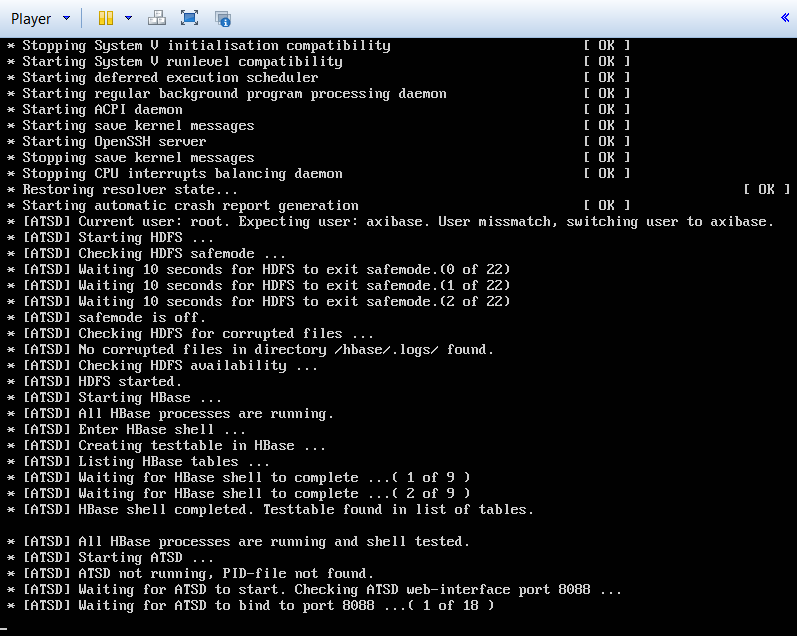 Player
* Stopping System V initialisation compatibility [ OK ]
* Starting System V runlevel compatibility [ OK ]
* Starting deferred execution scheduler [ OK ]
* Starting regular background program processing daemon [ OK ]
* Starting ACPI daemon [ OK ]
* Starting save kernel messages [ OK ]
* Starting OpenSSH server [ OK ]
* Stopping save kernel messages [ OK ]
* Stopping CPU interrupts balancing daemon [ OK ]
* Restoring resolver state... [ OK ]
* Starting automatic crash report generation [ OK ]
* [ATSD] Current user: root. Expecting user: axibase. User missmatch, switching user to axibase.
* [ATSD] Starting HDFS ...
* [ATSD] Checking HDFS safemode ...
* [ATSD] Waiting 10 seconds for HDFS to exit safemode.(0 of 22)
* [ATSD] Waiting 10 seconds for HDFS to exit safemode.(1 of 22)
* [ATSD] Waiting 10 seconds for HDFS to exit safemode.(2 of 22)
* [ATSD] safemode is off.
* [ATSD] Checking HDFS for corrupted files ...
* [ATSD] No corrupted files in directory /hbase/.logs/ found.
* [ATSD] Checking HDFS availability ...
* [ATSD] HDFS started.
* [ATSD] Starting HBase ...
* [ATSD] All HBase processes are running.
* [ATSD] Enter HBase shell ...
* [ATSD] Creating testtable in HBase ...
* [ATSD] Listing HBase tables ...
* [ATSD] Waiting for HBase shell to complete ...( 1 of 9 )
* [ATSD] Waiting for HBase shell to complete ...( 2 of 9 )
* [ATSD] HBase shell completed. Testtable found in list of tables.
* [ATSD] All HBase processes are running and shell tested.
* [ATSD] Starting ATSD ...
* [ATSD] ATSD not running, PID-file not found.
* [ATSD] Waiting for ATSD to start. Checking ATSD web-interface port 8088 ...
* [ATSD] Waiting for ATSD to bind to port 8088 ...( 1 of 18 )